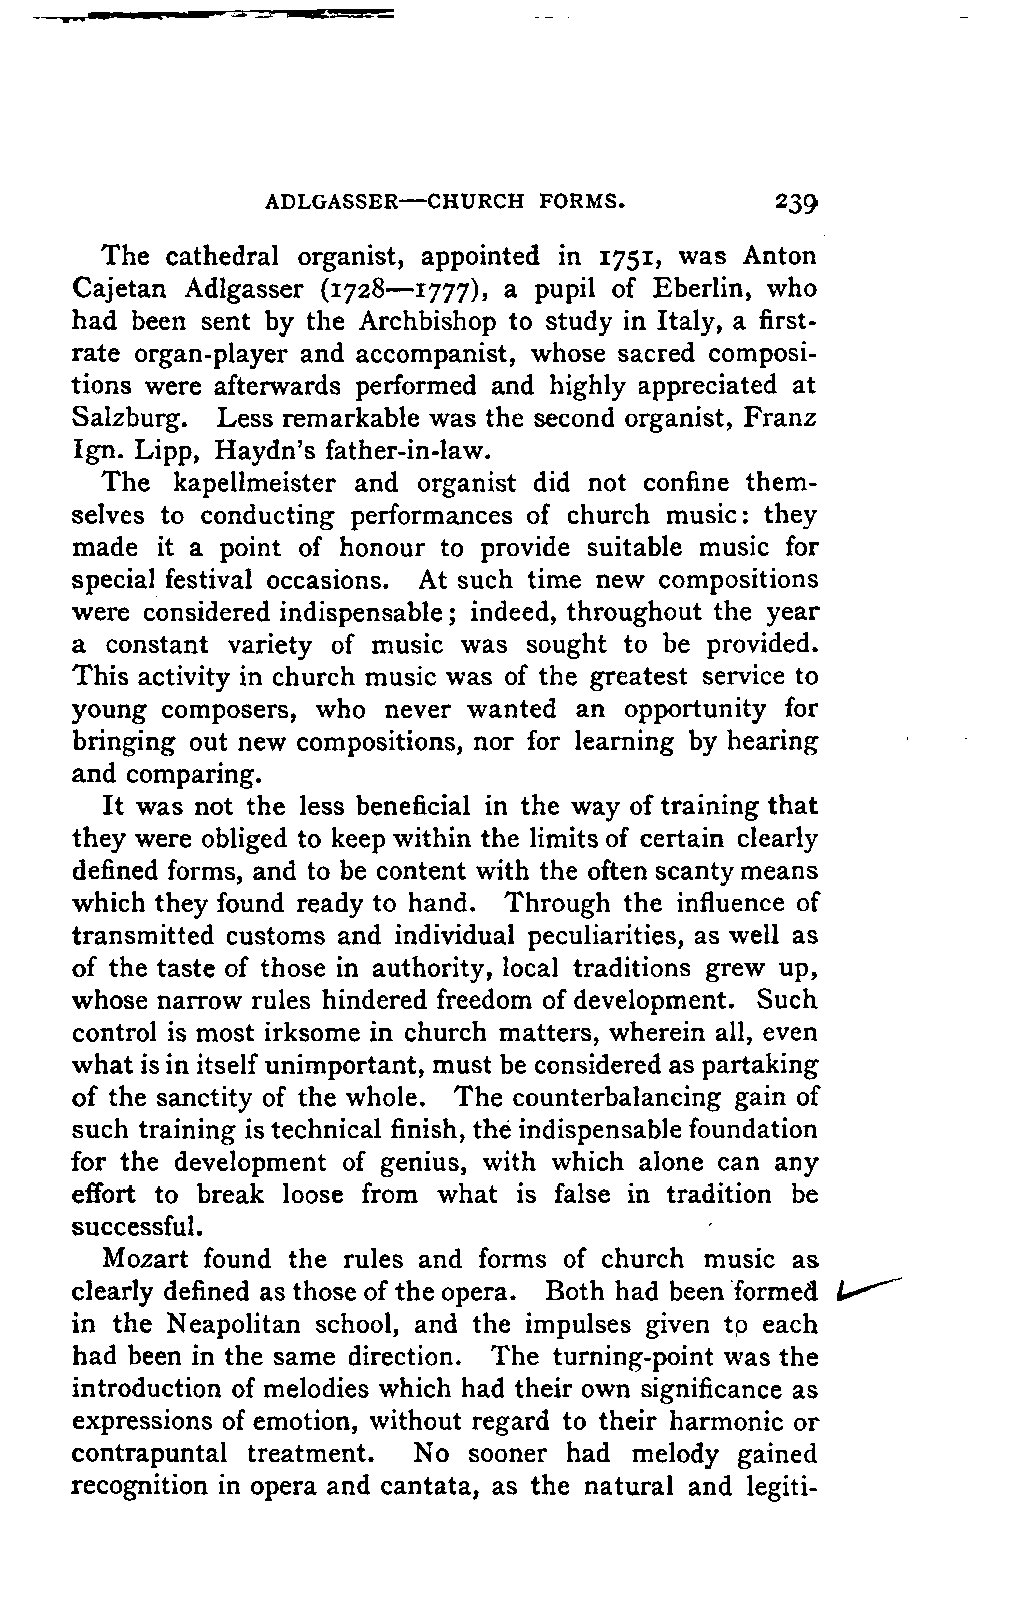 ADLGASSER—CHURCH FORMS. 239
The cathedral organist, appointed in 1751, was Anton
Cajetan Adlgasser (1728—1777), a pupil of Eberlin, who
had been sent by the Archbishop to study in Italy, a first-
rate organ-player and accompanist, whose sacred composi-
tions were afterwards performed and highly appreciated at
Salzburg. Less remarkable was the second organist, Franz
Ign. Lipp, Haydn's father-in-law.
The kapellmeister and organist did not confine them-
selves to conducting performances of church music: they
made it a point of honour to provide suitable music for
special festival occasions. At such time new compositions
were considered indispensable; indeed, throughout the year
a constant variety of music was sought to be provided.
This activity in church music was of the greatest service to
young composers, who never wanted an opportunity for
bringing out new compositions, nor for learning by hearing
and comparing.
It was not the less beneficial in the way of training that
they were obliged to keep within the limits of certain clearly
defined forms, and to be content with the often scanty means
which they found ready to hand. Through the influence of
transmitted customs and individual peculiarities, as well as
of the taste of those in authority, local traditions grew up,
whose narrow rules hindered freedom of development. Such
control is most irksome in church matters, wherein all, even
what is in itself unimportant, must be considered as partaking
of the sanctity of the whole. The counterbalancing gain of
such training is technical finish, the indispensable foundation
for the development of genius, with which alone can any
effort to break loose from what is false in tradition be
successful.
Mozart found the rules and forms of church music as
clearly defined as those of the opera. Both had been formed
in the Neapolitan school, and the impulses given to each
had been in the same direction. The turning-point was the
introduction of melodies which had their own significance as
expressions of emotion, without regard to their harmonic or
contrapuntal treatment. No sooner had melody gained
recognition in opera and cantata, as the natural and legiti-